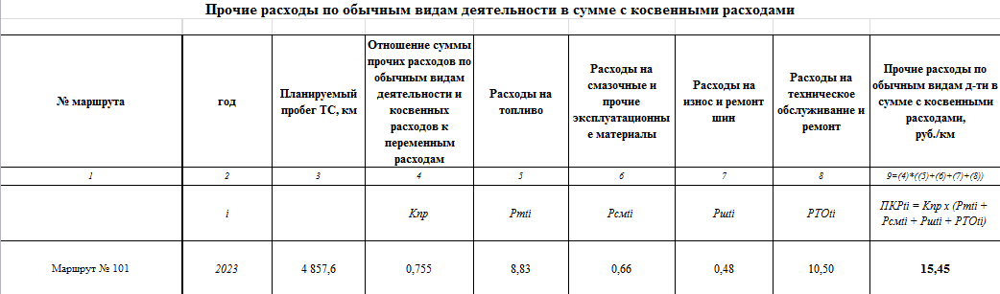 Прочие расходы по обычным видам деятельности в сумме с косвенными расходами
№ маршрута
год
Планируемый
пробег ТС, км
Отношение суммы
прочих расходов по
обычным видам
деятельности и
косвенных
расходов к
переменным
расходам
Расходы на
топливо
Расходы на
смазочные и
прочие
эксплуатационны
е материалы
Расходы на
износ и ремонт
шин
Расходы на
техническое
обслуживание и
ремонт
Прочие расходы по
обычным видам д-ти в
сумме с косвенными
расходами,
руб./км
1
2
3
4
5
6
7
8
9=(4)*((5)+(6)+(7)+(8))
i
Kпр
Pmti
Pсмti
Pшti
PTOti
ПКРti = Kпр x (Pmti +
Pсмti + Pшti + PTOti)
Маршрут № 101
2023
4 857,6
0,755
8,83
0,66
0,48
10,50
15,45